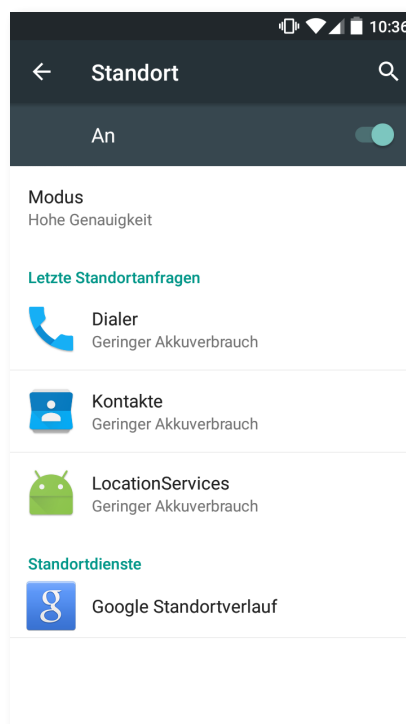 10:36
Standort
An
Modus
Hohe Genauigkeit
Letzte Standortanfragen
Dialer
Geringer Akkuverbrauch
Kontakte
Geringer Akkuverbrauch
LocationServices
Geringer Akkuverbrauch
Standortdienste
g
Google Standortverlauf